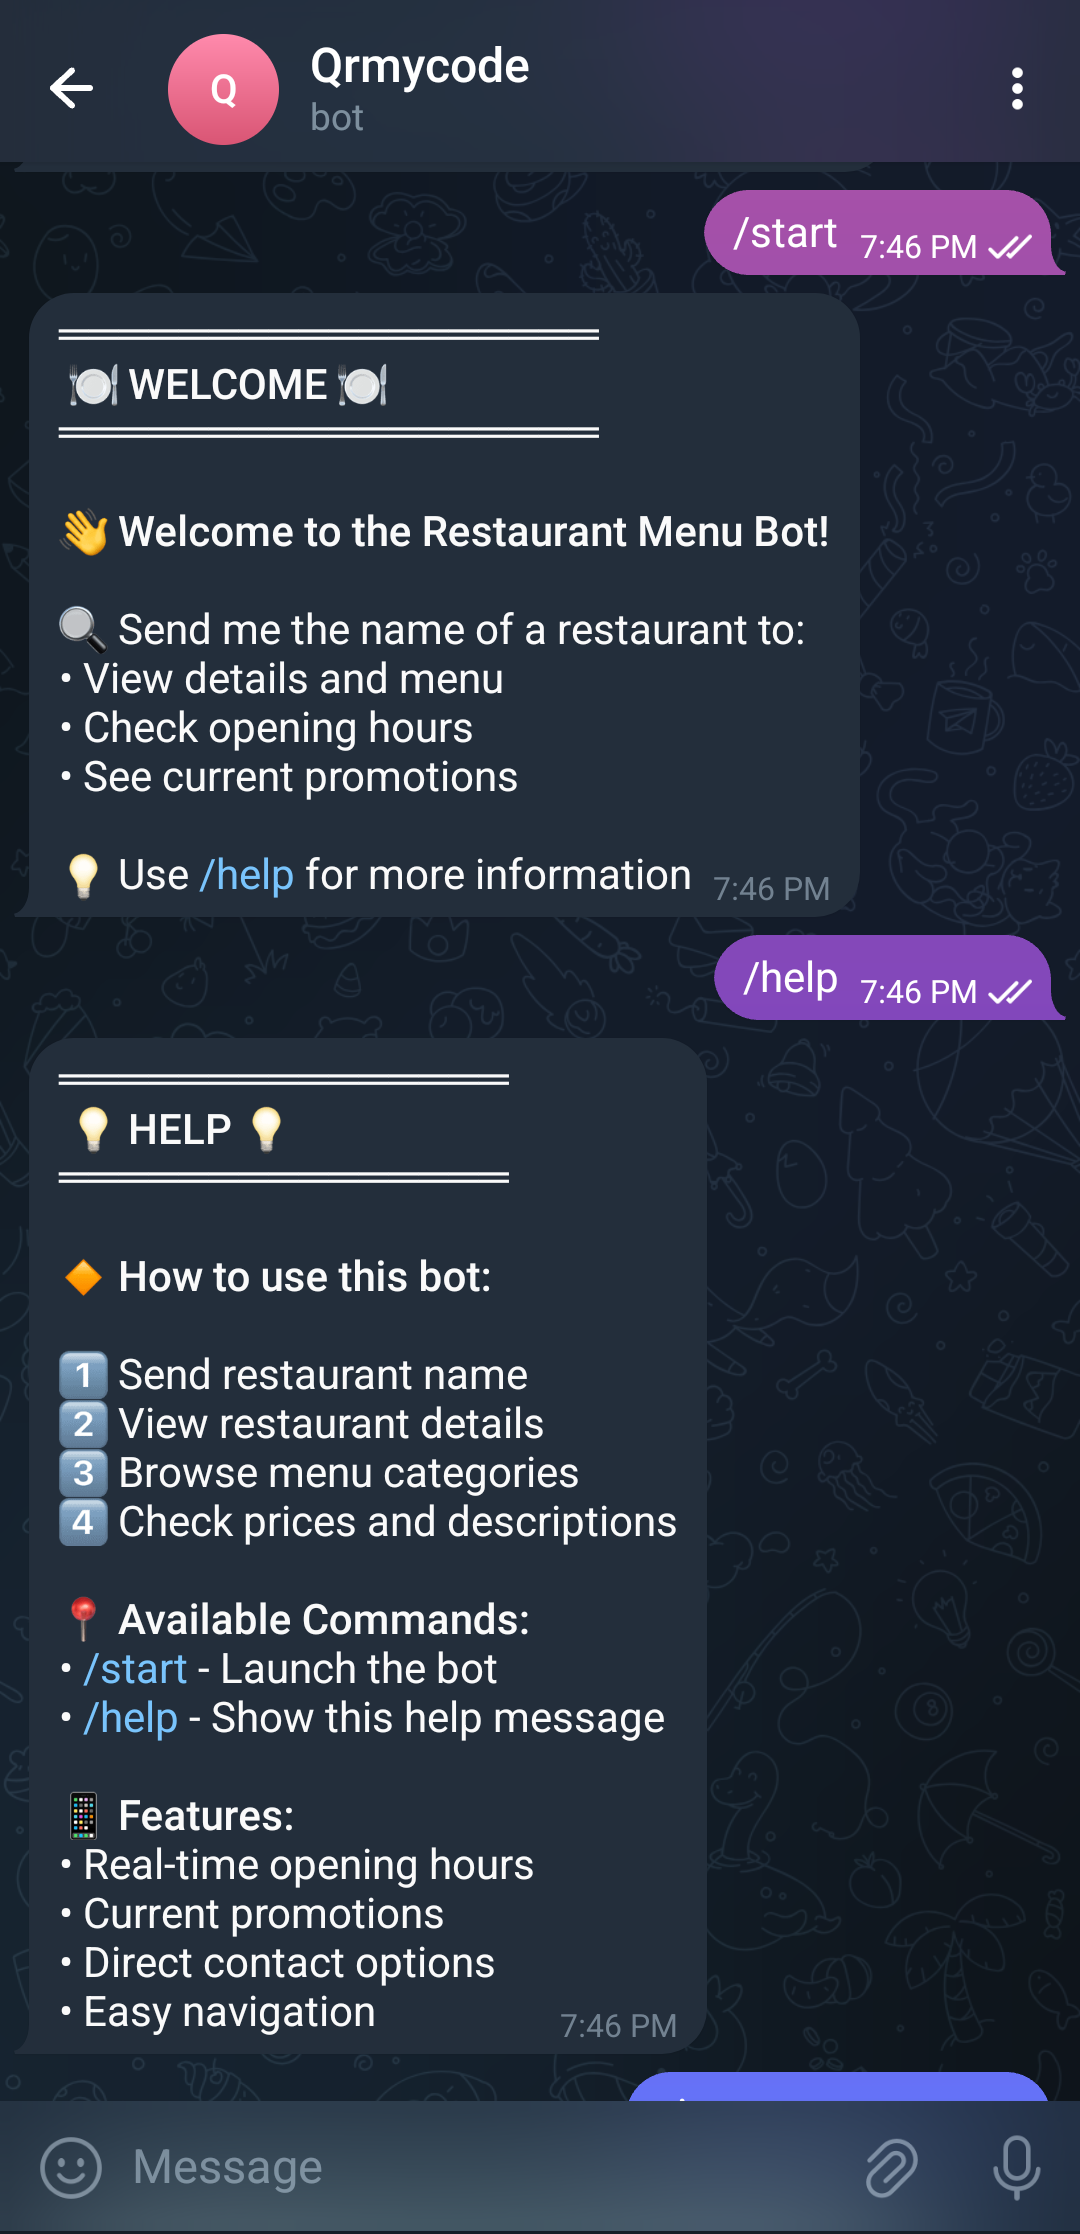 Q
Qrmycode
bot
/start 7:46 PM
🍽 WELCOME 🍽
👋 Welcome to the Restaurant Menu Bot!
🔍 Send me the name of a restaurant to:
• View details and menu
• Check opening hours
• See current promotions
💡 Use /help for more information 7:46 PM
/help 7:46 PM
💡 HELP 💡
🔸 How to use this bot:
1️⃣ Send restaurant name
2️⃣ View restaurant details
3️⃣ Browse menu categories
4️⃣ Check prices and descriptions
📍 Available Commands:
• /start - Launch the bot
• /help - Show this help message
📱 Features:
• Real-time opening hours
• Current promotions
• Direct contact options
• Easy navigation 7:46 PM
Message